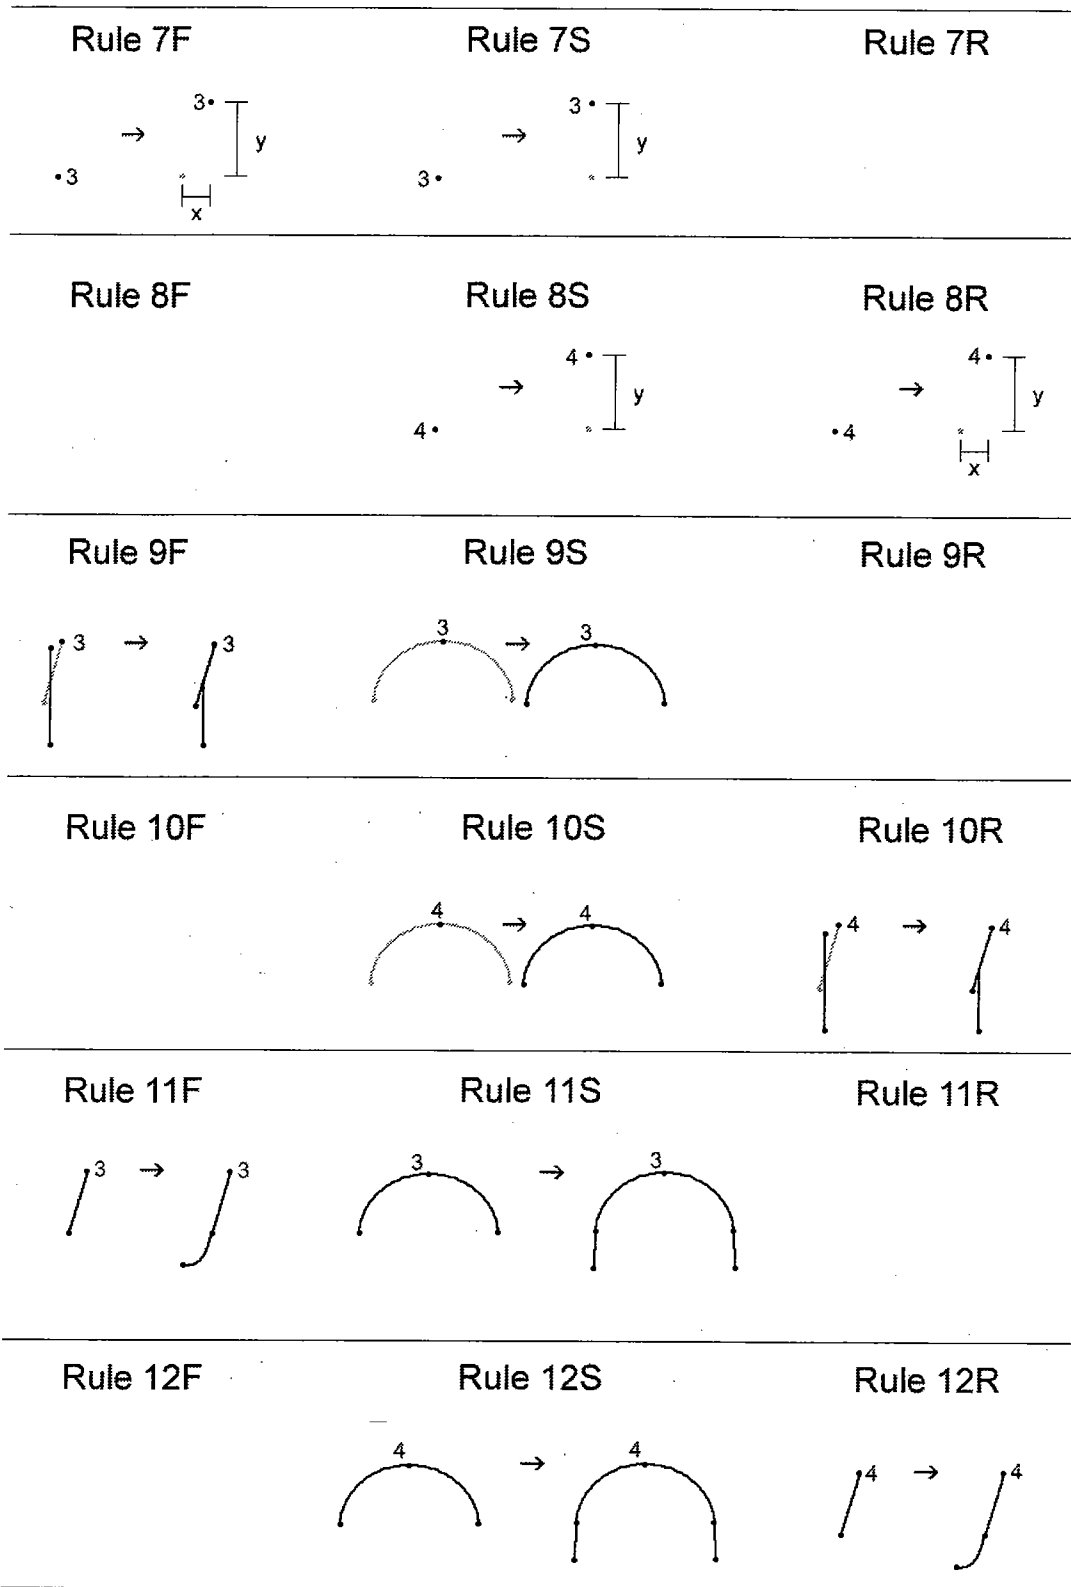 Rule 7F Rule 7S Rule 7R
3 → 3 y x 3 → 3 y
Rule 8F Rule 8S Rule 8R
4 → 4 y 4 → 4 y x
Rule 9F Rule 9S Rule 9R
3 → 3 3 → 3
Rule 10F Rule 10S Rule 10R
4 → 4 4 → 4
Rule 11F Rule 11S Rule 11R
3 → 3 3 → 3
Rule 12F Rule 12S Rule 12R
4 → 4 4 → 4